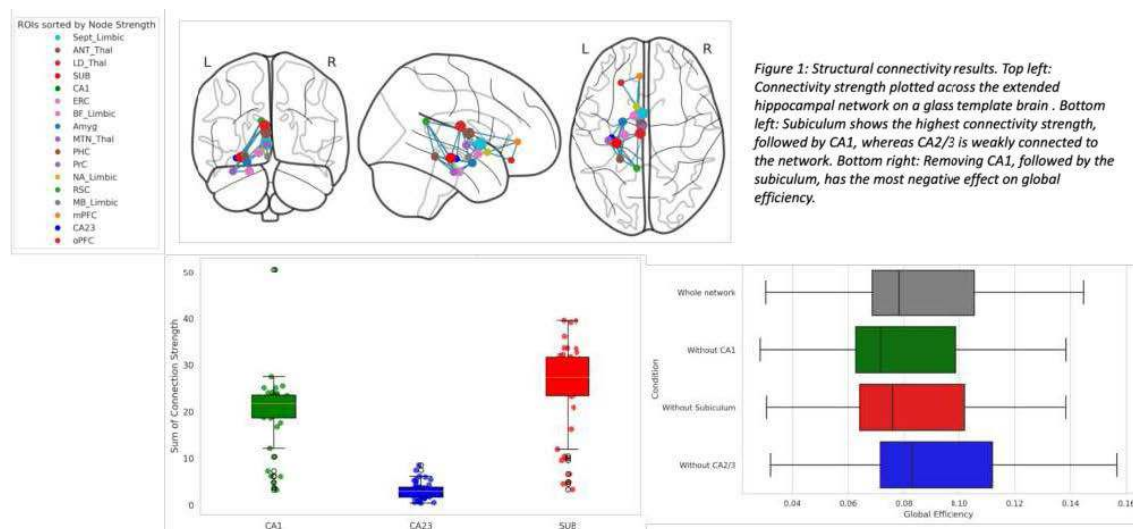 ROIs sorted by Node Strength
Sept_Limbic
ANT_Thal
LD_Thal
SUB
CA1
ERC
BF_Limbic
Amyg
MTN_Thal
PHC
PrC
NA_Limbic
RSC
MB_Limbic
mPFC
CA23
oPFC
L
R
L
R
Figure 1: Structural connectivity results. Top left:
Connectivity strength plotted across the extended
hippocampal network on a glass template brain . Bottom
left: Subiculum shows the highest connectivity strength,
followed by CA1, whereas CA2/3 is weakly connected to
the network. Bottom right: Removing CA1, followed by the
subiculum, has the most negative effect on global
efficiency.
Sum of Connection Strength
50
40
30
20
10
0
CA1
CA23
SUB
Condition
Whole network
Without CA1
Without Subiculum
Without CA2/3
0.04
0.06
0.08
0.10
0.12
0.14
0.16
Global Efficiency